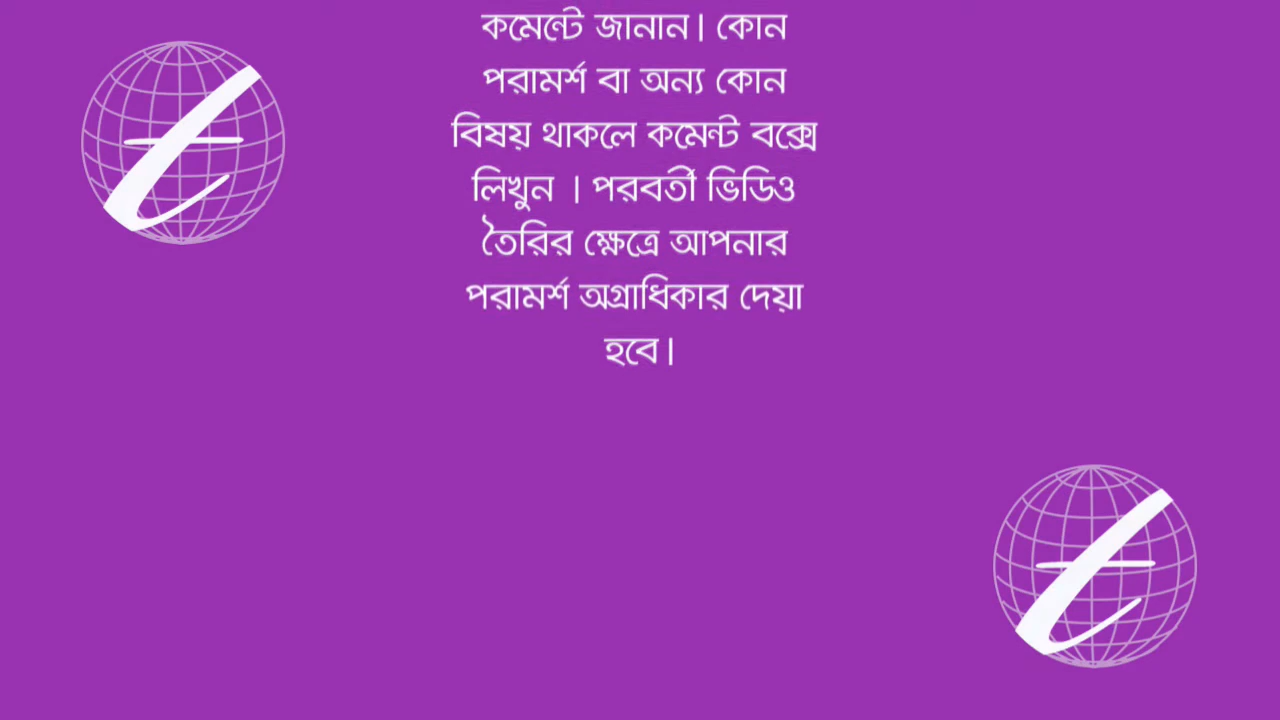 কমেন্টে জানান। কোন
পরামর্শ বা অন্য কোন
বিষয় থাকলে কমেন্ট বক্সে
লিখুন । পরবর্তী ভিডিও
তৈরির ক্ষেত্রে আপনার
পরামর্শ অগ্রাধিকার দেয়া
হবে।
t
t